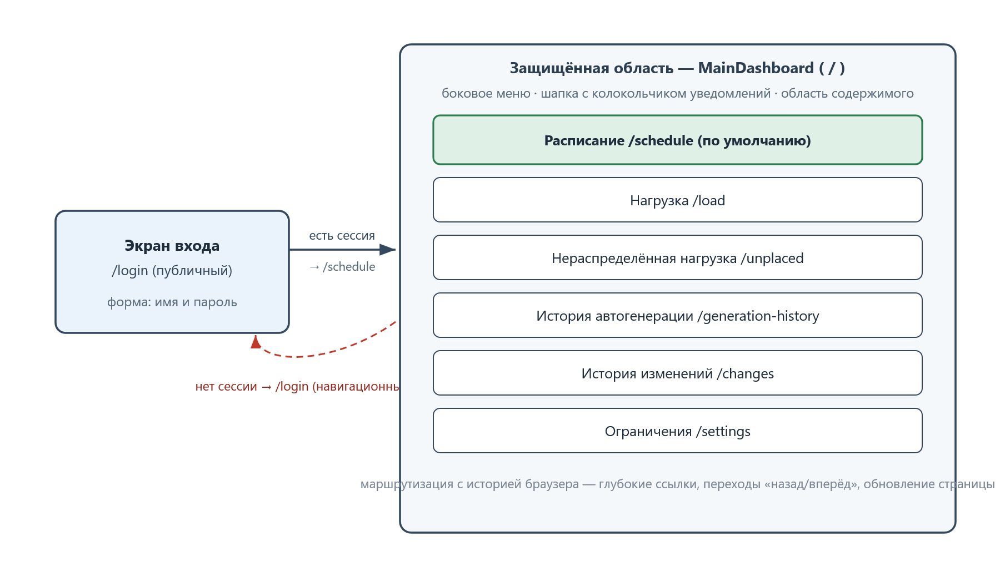 Защищённая область — MainDashboard ( / )
боковое меню · шапка с колокольчиком уведомлений · область содержимого
Расписание /schedule (по умолчанию)
Нагрузка /load
Нераспределённая нагрузка /unplaced
История автогенерации /generation-history
История изменений /changes
Ограничения /settings
маршрутизация с историей браузера — глубокие ссылки, переходы «назад/вперёд», обновление страницы
Экран входа
/login (публичный)
форма: имя и пароль
есть сессия
→ /schedule
нет сессии → /login (навигационны